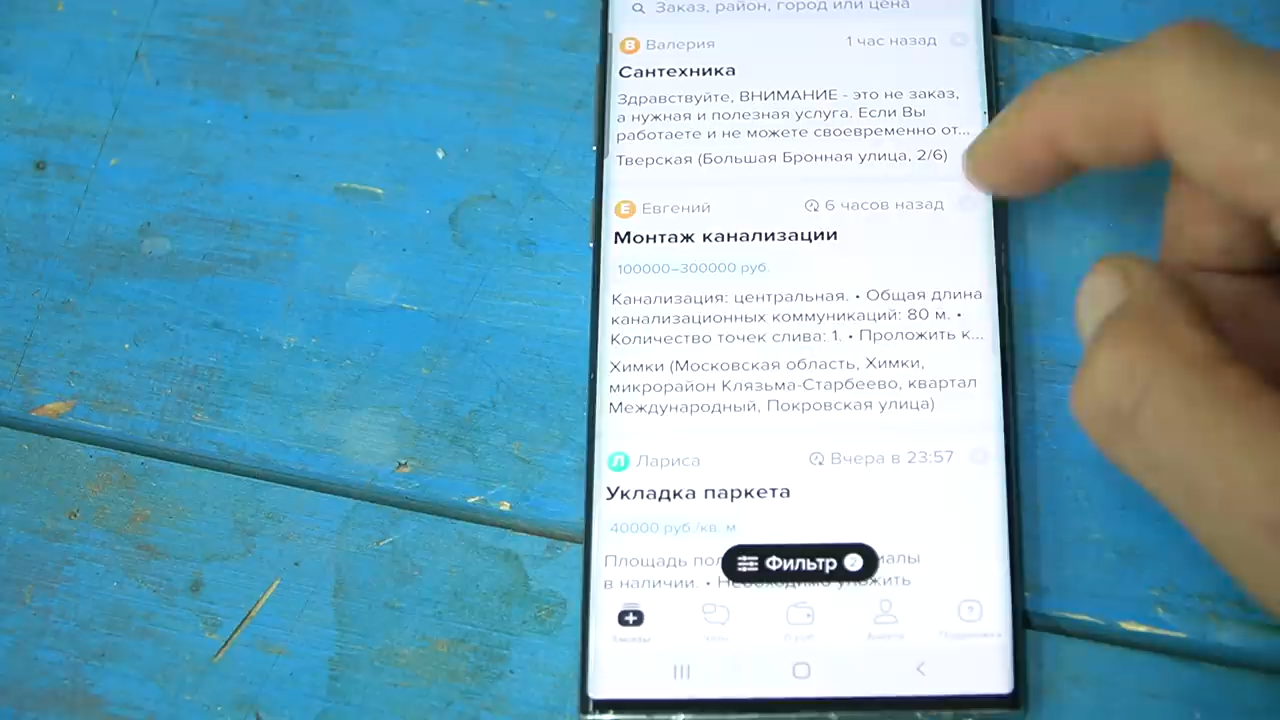 Заказ, район, город или цена
В Валерия 1 час назад
Сантехника
Здравствуйте, ВНИМАНИЕ - это не заказ,
а нужная и полезная услуга. Если Вы
работаете и не можете своевременно от...
Тверская (Большая Бронная улица, 2/6)
Е Евгений 6 часов назад
Монтаж канализации
100000–300000 руб.
Канализация: центральная. • Общая длина
канализационных коммуникаций: 80 м. •
Количество точек слива: 1. • Проложить к...
Химки (Московская область, Химки,
микрорайон Клязьма-Старбеево, квартал
Международный, Покровская улица)
Л Лариса Вчера в 23:57
Укладка паркета
40000 руб./кв. м.
Площадь
Фильтр 2
в наличии. •